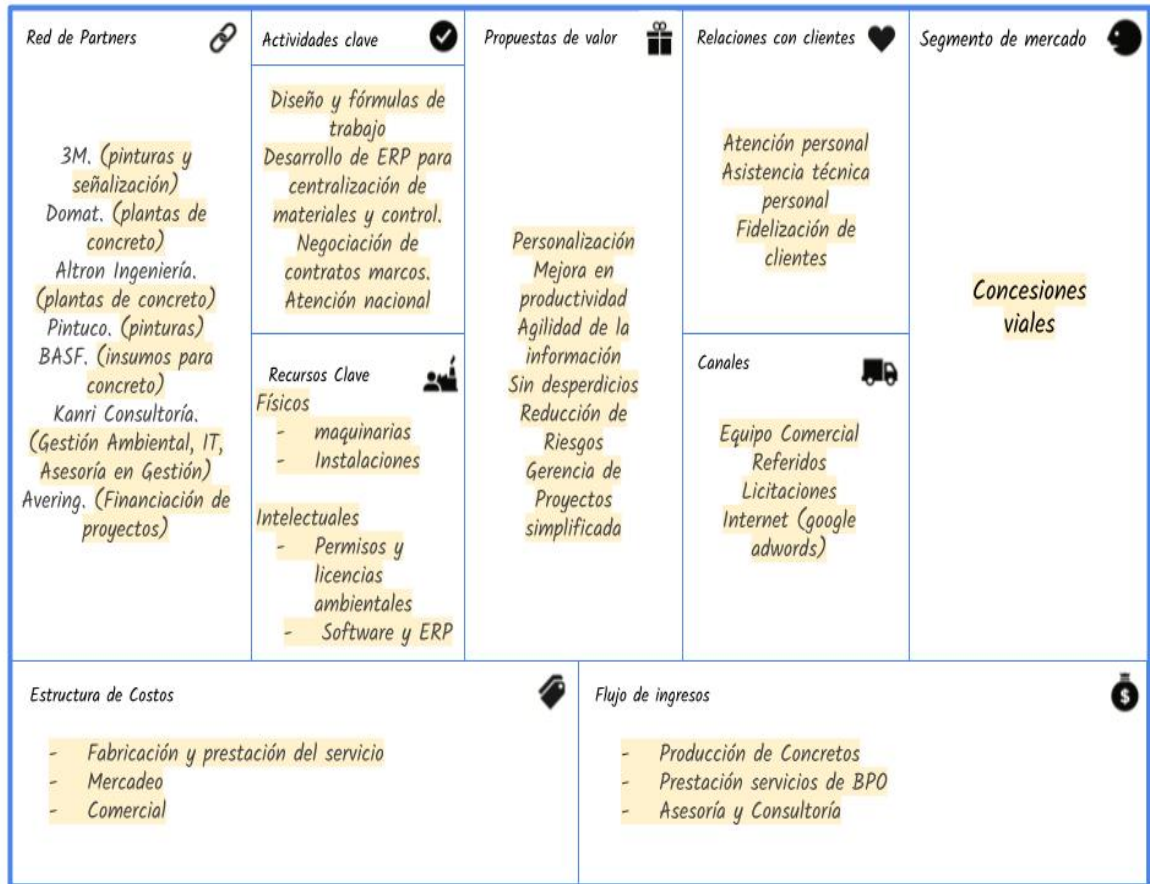 Red de Partners
3M. (pinturas y
señalización)
Domat. (plantas de
concreto)
Altron Ingeniería.
(plantas de concreto)
Pintuco. (pinturas)
BASF. (insumos para
concreto)
Kanri Consultoría.
(Gestión Ambiental, IT,
Asesoría en Gestión)
Avering. (Financiación de
proyectos)
Actividades clave
Diseño y fórmulas de
trabajo
Desarrollo de ERP para
centralización de
materiales y control.
Negociación de
contratos marcos.
Atención nacional
Recursos Clave
Físicos
- maquinarias
- Instalaciones
Intelectuales
- Permisos y
licencias
ambientales
- Software y ERP
Propuestas de valor
Personalización
Mejora en
productividad
Agilidad de la
información
Sin desperdicios
Reducción de
Riesgos
Gerencia de
Proyectos
simplificada
Relaciones con clientes
Atención personal
Asistencia técnica
personal
Fidelización de
clientes
Canales
Equipo Comercial
Referidos
Licitaciones
Internet (google
adwords)
Segmento de mercado
Concesiones
viales
Estructura de Costos
- Fabricación y prestación del servicio
- Mercadeo
- Comercial
Flujo de ingresos
$
- Producción de Concretos
- Prestación servicios de BPO
- Asesoría y Consultoría